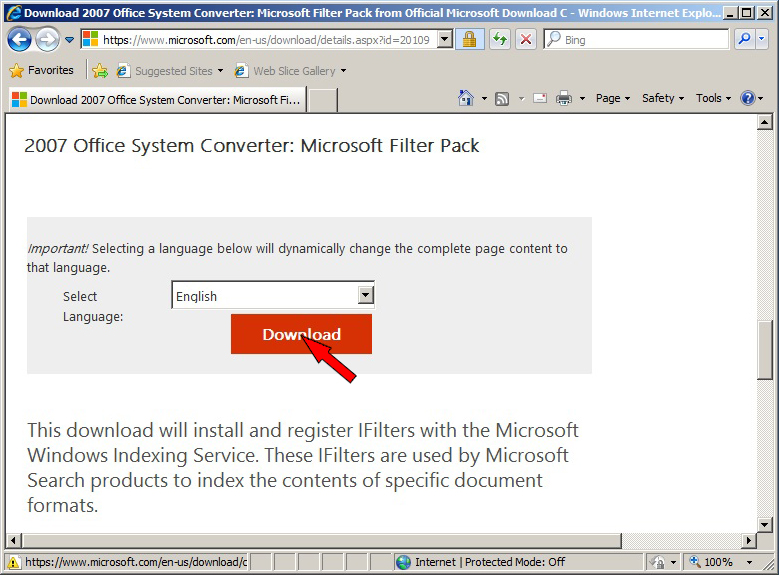 Download 2007 Office System Converter: Microsoft Filter Pack from Official Microsoft Download C - Windows Internet Explo...
https://www.microsoft.com/en-us/download/details.aspx?id=20109
Bing
Favorites
Suggested Sites
Web Slice Gallery
Download 2007 Office System Converter: Microsoft Fi...
Page
Safety
Tools
2007 Office System Converter: Microsoft Filter Pack
Important! Selecting a language below will dynamically change the complete page content to
that language.
Select
Language:
English
Download
This download will install and register IFilters with the Microsoft
Windows Indexing Service. These IFilters are used by Microsoft
Search products to index the contents of specific document
formats.
https://www.microsoft.com/en-us/download/c
Internet | Protected Mode: Off
100%